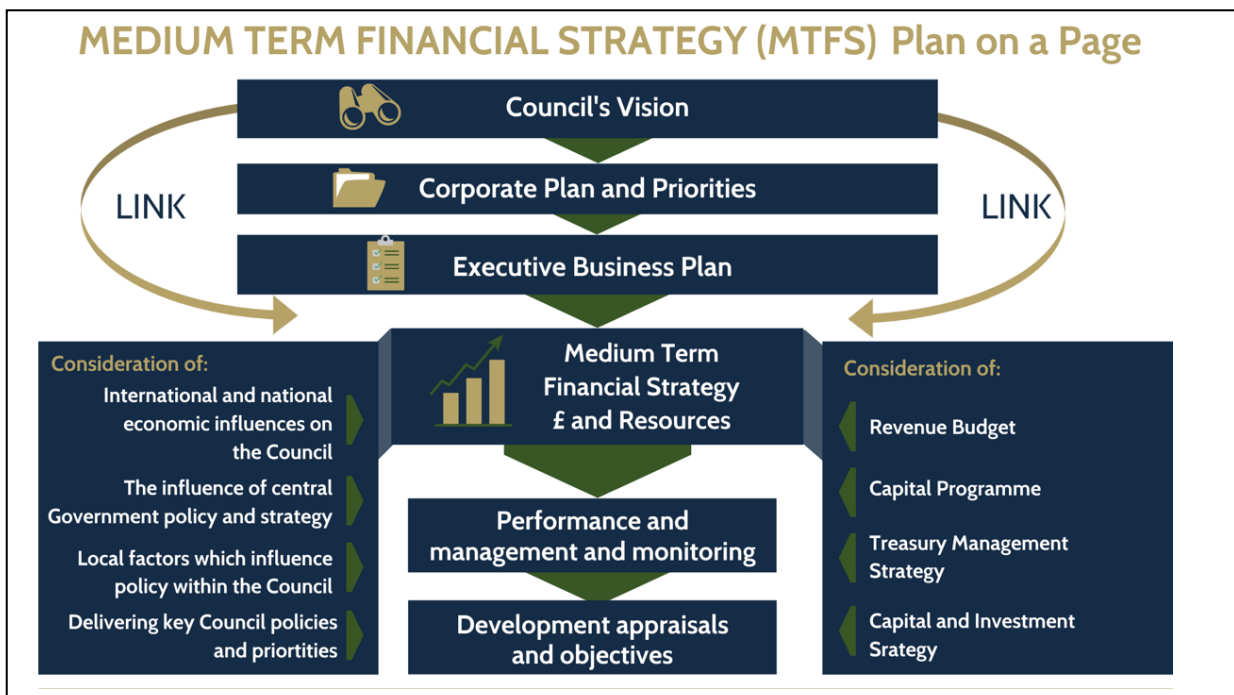 MEDIUM TERM FINANCIAL STRATEGY (MTFS) Plan on a Page
Council's Vision
Corporate Plan and Priorities
LINK
LINK
Executive Business Plan
Consideration of:
International and national
economic influences on
the Council
The influence of central
Government policy and strategy
Local factors which influence
policy within the Council
Delivering key Council policies
and priortities
Medium Term
Financial Strategy
£ and Resources
Performance and
management and monitoring
Development appraisals
and objectives
Consideration of:
Revenue Budget
Capital Programme
Treasury Management
Strategy
Capital and Investment
Srategy